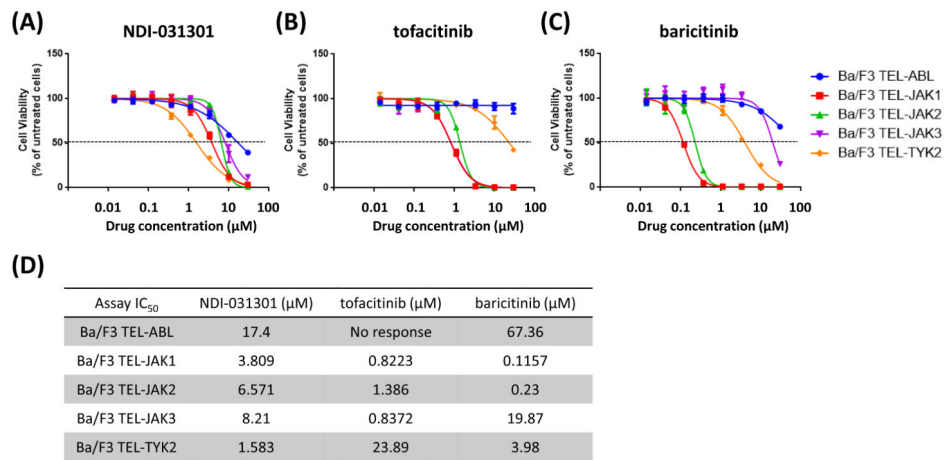 (A)
NDI-031301
Cell Viability
(% of untreated cells)
150
100
50
0
0.01 0.1 1 10 100
Drug concentration (μM)
(B)
tofacitinib
Cell Viability
(% of untreated cells)
150
100
50
0
0.01 0.1 1 10 100
Drug concentration (μM)
(C)
baricitinib
Cell Viability
(% of untreated cells)
150
100
50
0
0.01 0.1 1 10 100
Drug concentration (μM)
Ba/F3 TEL-ABL
Ba/F3 TEL-JAK1
Ba/F3 TEL-JAK2
Ba/F3 TEL-JAK3
Ba/F3 TEL-TYK2
(D)
Assay IC50 NDI-031301 (μM) tofacitinib (μM) baricitinib (μM)
Ba/F3 TEL-ABL 17.4 No response 67.36
Ba/F3 TEL-JAK1 3.809 0.8223 0.1157
Ba/F3 TEL-JAK2 6.571 1.386 0.23
Ba/F3 TEL-JAK3 8.21 0.8372 19.87
Ba/F3 TEL-TYK2 1.583 23.89 3.98